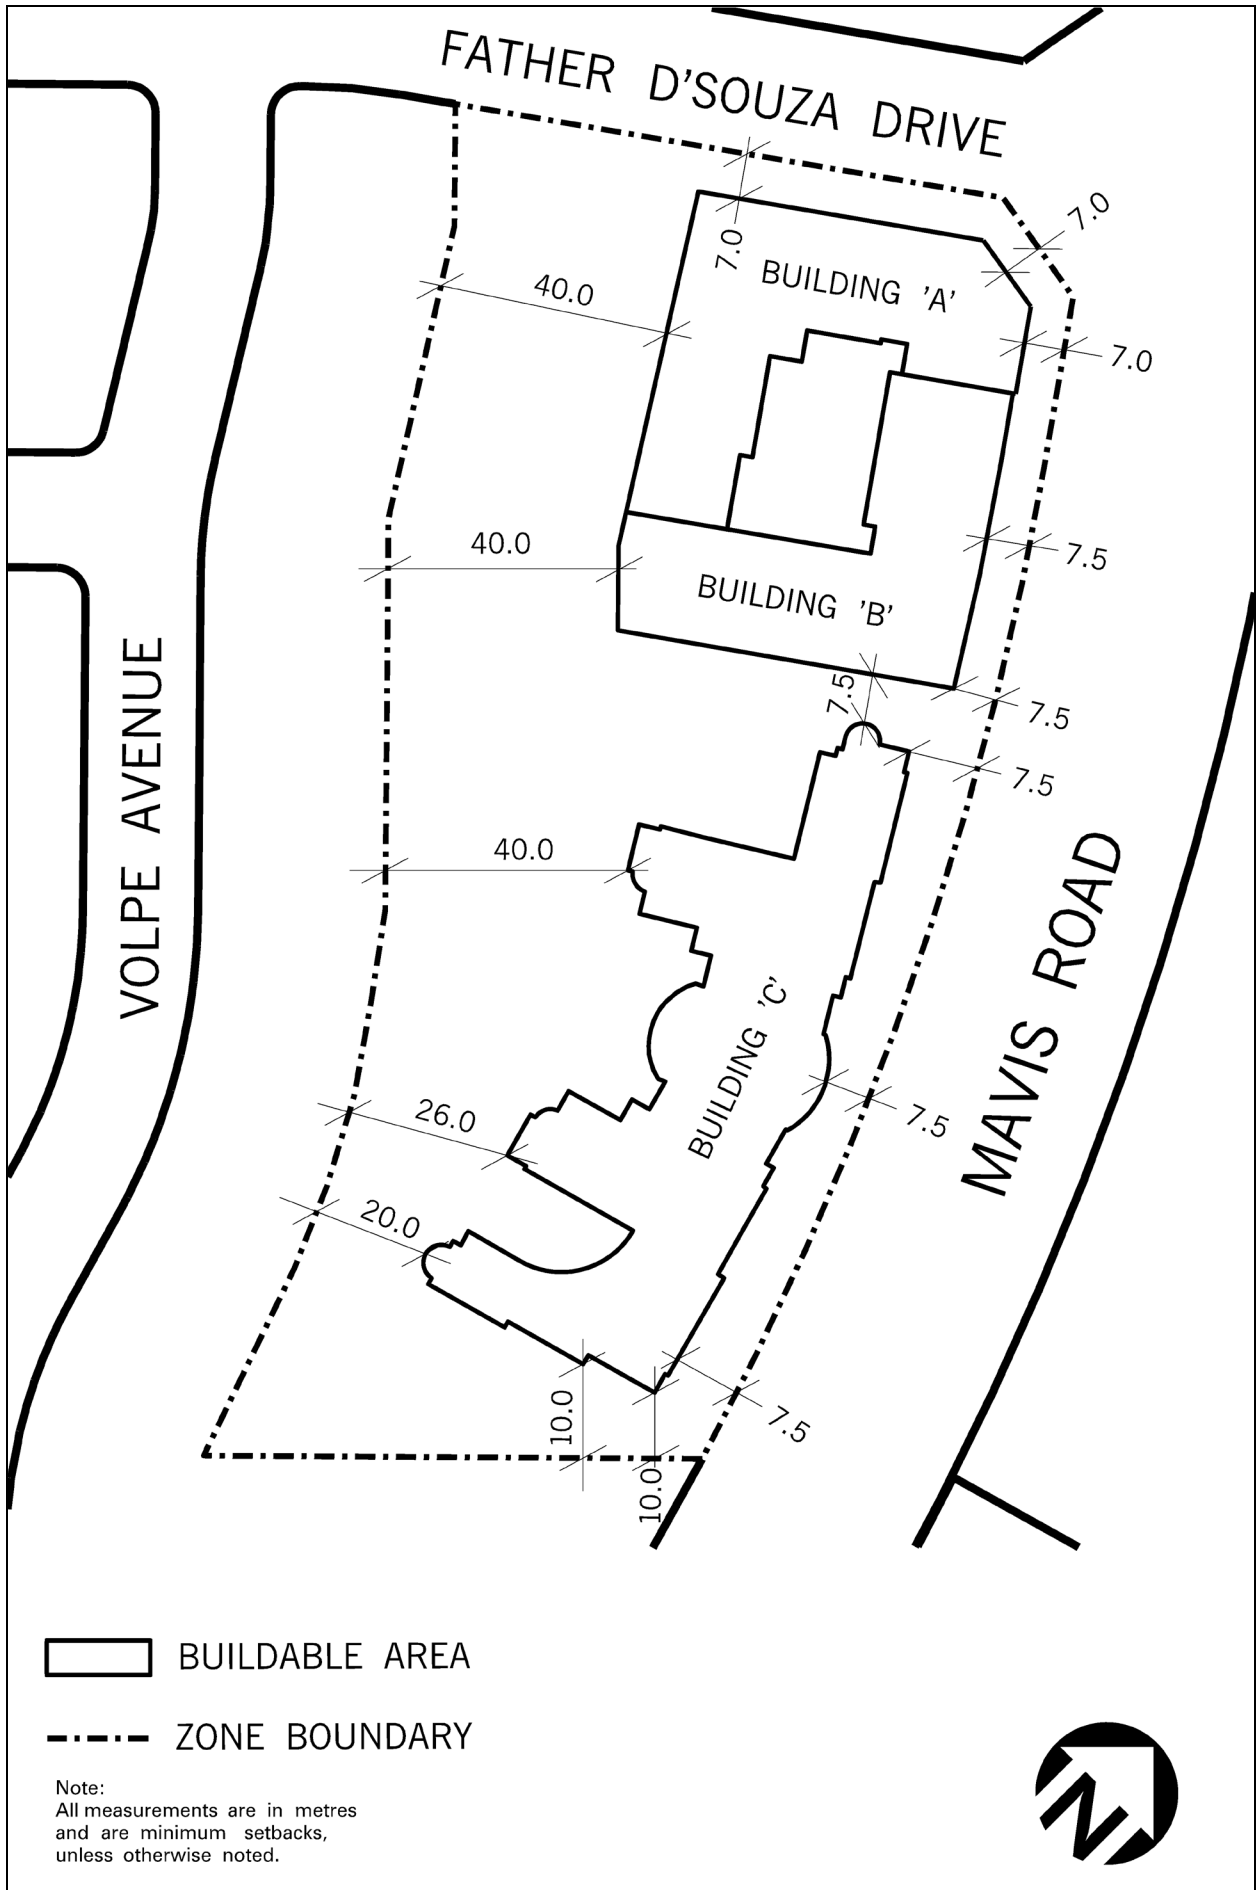 FATHER D'SOUZA DRIVE
7.0
7.0
BUILDING 'A'
40.0
7.0
40.0
7.5
BUILDING 'B'
7.5
7.5
7.5
40.0
VOLPE AVENUE
MAVIS ROAD
BUILDING 'C'
26.0
7.5
20.0
10.0
7.5
10.0
BUILDABLE AREA
ZONE BOUNDARY
Note:
All measurements are in metres
and are minimum setbacks,
unless otherwise noted.
N